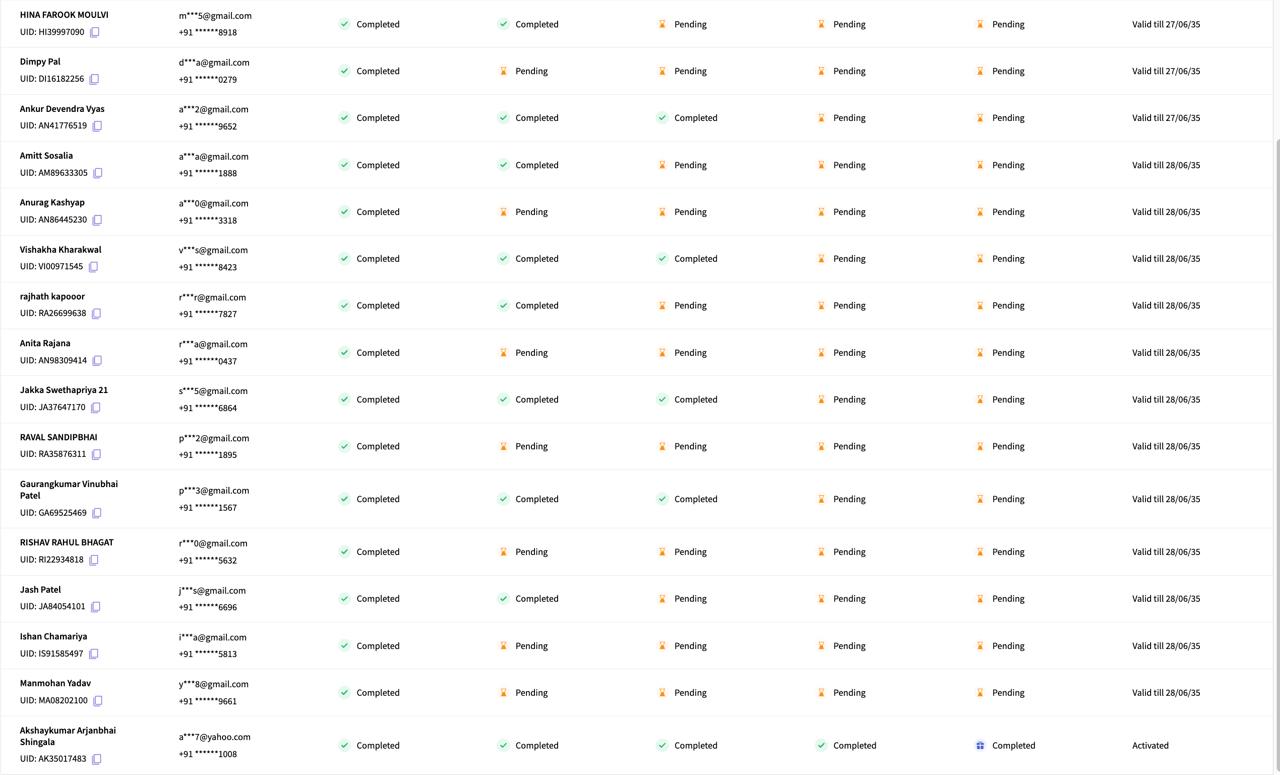 HINA FAROOK MOULVI
UID: HI39997090
m***5@gmail.com
+91 ******8918
Completed
Completed
Pending
Pending
Pending
Valid till 27/06/35
Dimpy Pal
UID: DI16182256
d***a@gmail.com
+91 ******0279
Completed
Pending
Pending
Pending
Pending
Valid till 27/06/35
Ankur Devendra Vyas
UID: AN41776519
a***2@gmail.com
+91 ******9652
Completed
Completed
Completed
Pending
Pending
Valid till 27/06/35
Amitt Sosalia
UID: AM89633305
a***a@gmail.com
+91 ******1888
Completed
Completed
Pending
Pending
Pending
Valid till 28/06/35
Anurag Kashyap
UID: AN86445230
a***0@gmail.com
+91 ******3318
Completed
Pending
Pending
Pending
Pending
Valid till 28/06/35
Vishakha Kharakwal
UID: VI00971545
v***s@gmail.com
+91 ******8423
Completed
Completed
Completed
Pending
Pending
Valid till 28/06/35
rajhath kapooor
UID: RA26699638
r***r@gmail.com
+91 ******7827
Completed
Completed
Pending
Pending
Pending
Valid till 28/06/35
Anita Rajana
UID: AN98309414
r***a@gmail.com
+91 ******0437
Completed
Pending
Pending
Pending
Pending
Valid till 28/06/35
Jakka Swethapriya 21
UID: JA37647170
s***5@gmail.com
+91 ******6864
Completed
Completed
Completed
Pending
Pending
Valid till 28/06/35
RAVAL SANDIPBHAI
UID: RA35876311
p***2@gmail.com
+91 ******1895
Completed
Pending
Pending
Pending
Pending
Valid till 28/06/35
Gaurangkumar Vinubhai
Patel
UID: GA69525469
p***3@gmail.com
+91 ******1567
Completed
Completed
Completed
Pending
Pending
Valid till 28/06/35
RISHAV RAHUL BHAGAT
UID: RI22934818
r***0@gmail.com
+91 ******5632
Completed
Pending
Pending
Pending
Pending
Valid till 28/06/35
Jash Patel
UID: JA84054101
j***s@gmail.com
+91 ******6696
Completed
Completed
Pending
Pending
Pending
Valid till 28/06/35
Ishan Chamariya
UID: IS91585497
i***a@gmail.com
+91 ******5813
Completed
Pending
Pending
Pending
Pending
Valid till 28/06/35
Manmohan Yadav
UID: MA08202100
y***8@gmail.com
+91 ******9661
Completed
Pending
Pending
Pending
Pending
Valid till 28/06/35
Akshaykumar Arjanbhai
Shingala
UID: AK35017483
a***7@yahoo.com
+91 ******1008
Completed
Completed
Completed
Completed
Completed
Activated